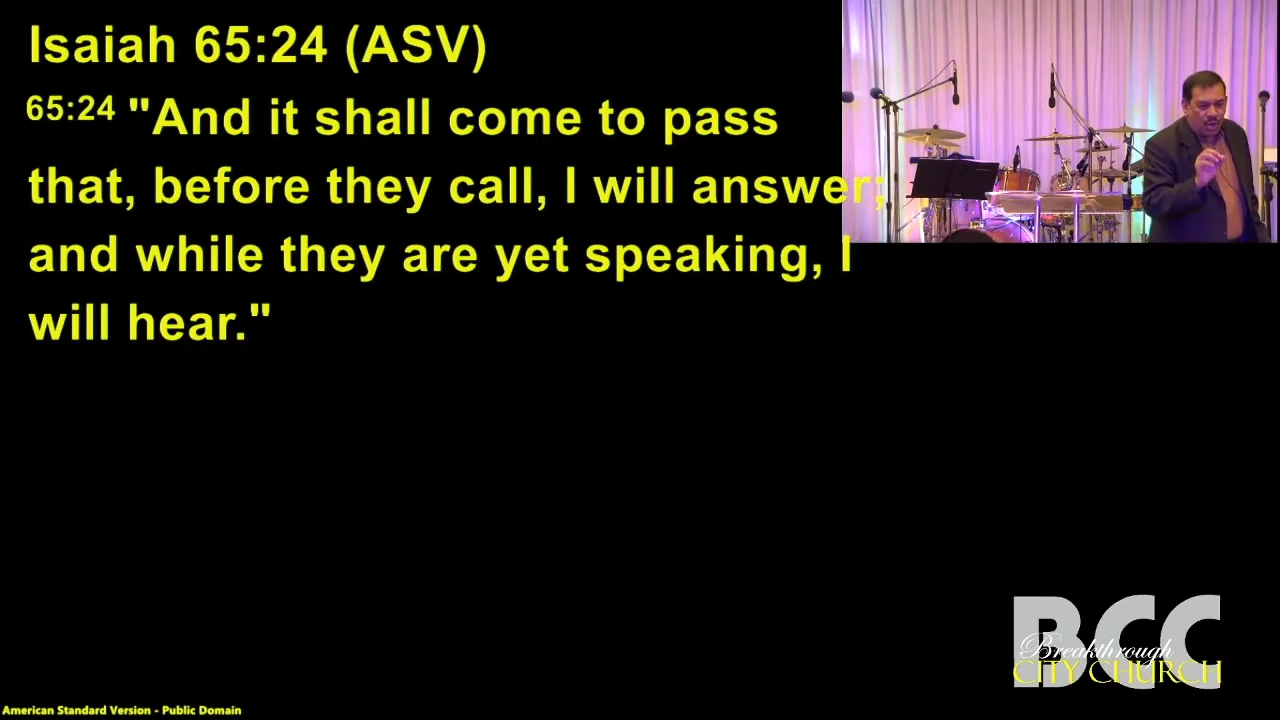 Isaiah 65:24 (ASV)
65:24 "And it shall come to pass
that, before they call, I will answer;
and while they are yet speaking, I
will hear."
BCC
Breakthrough
CITY CHURCH
American Standard Version - Public Domain